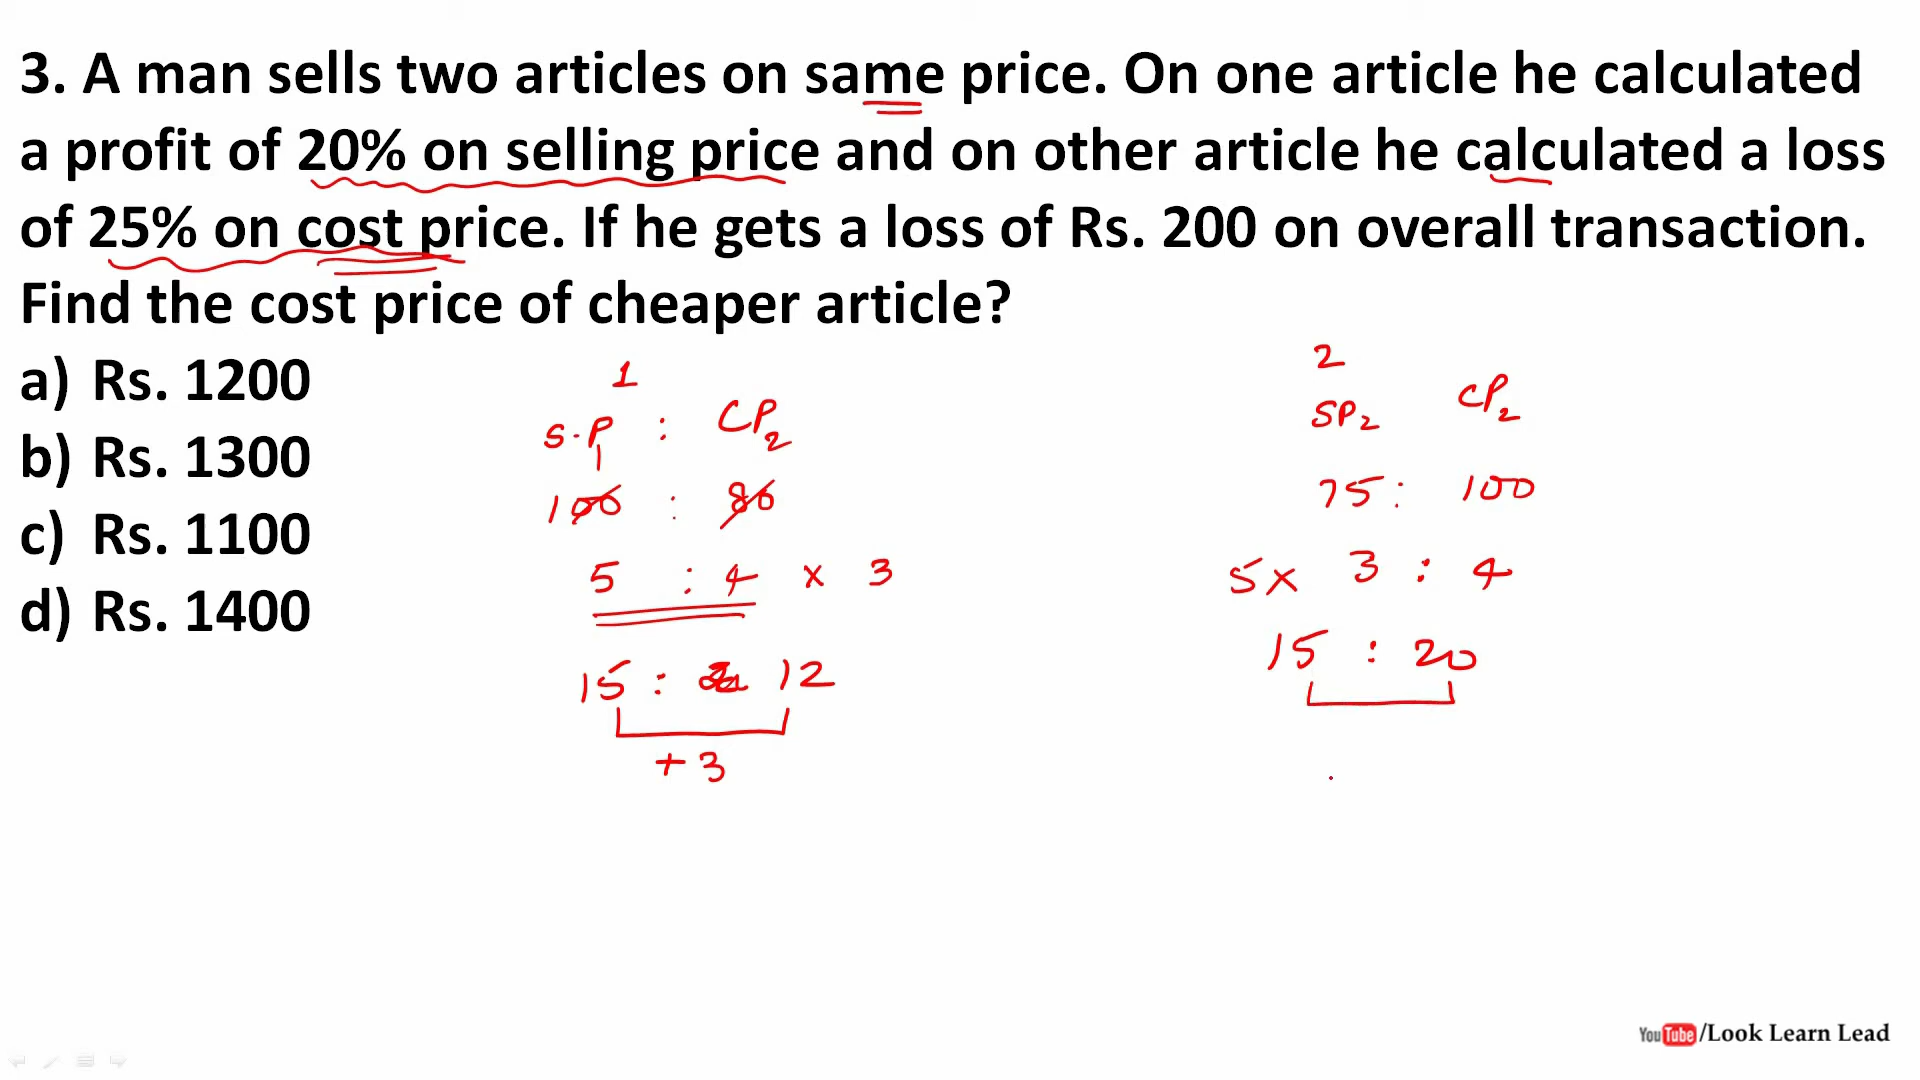 3. A man sells two articles on same price. On one article he calculated
a profit of 20% on selling price and on other article he calculated a loss
of 25% on cost price. If he gets a loss of Rs. 200 on overall transaction.
Find the cost price of cheaper article?
a) Rs. 1200
b) Rs. 1300
c) Rs. 1100
d) Rs. 1400
1
S.P1 : CP2
100 : 80
5 : 4 x 3
15 : 12
+ 3
2
SP2 CP2
75 : 100
5 x 3 : 4
15 : 20
YouTube/Look Learn Lead